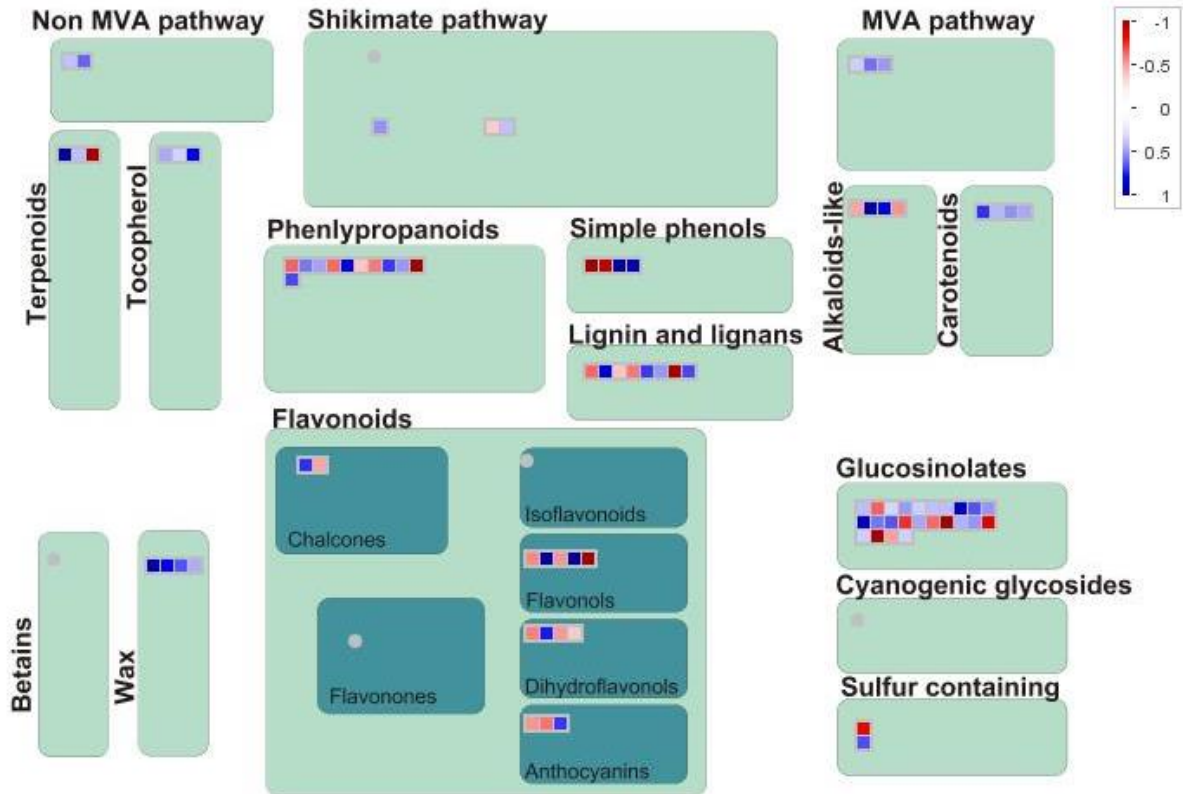 Non MVA pathway
Shikimate pathway
MVA pathway
-1
-0.5
0
0.5
1
Terpenoids
Tocopherol
Phenlypropanoids
Simple phenols
Lignin and lignans
Alkaloids-like
Carotenoids
Flavonoids
Chalcones
Isoflavonoids
Flavonols
Flavonones
Dihydroflavonols
Anthocyanins
Betains
Wax
Glucosinolates
Cyanogenic glycosides
Sulfur containing